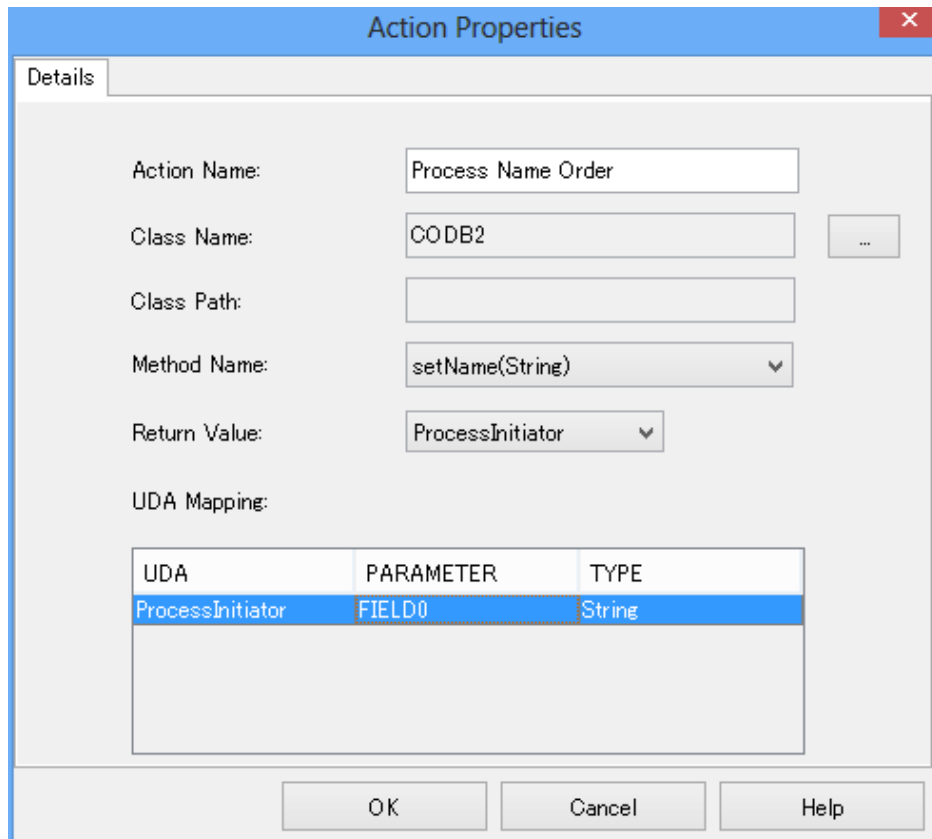 Action Properties
Details
Action Name: Process Name Order
Class Name: CODB2 ...
Class Path:
Method Name: setName(String)
Return Value: ProcessInitiator
UDA Mapping:
UDA PARAMETER TYPE
ProcessInitiator FIELD0 String
OK Cancel Help